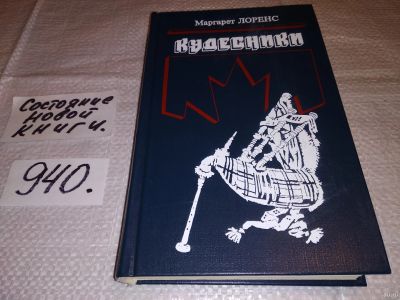 Маргарет ЛОРЕНС
КУДЕСНИКИ
Состояние
новой
книги.
940.